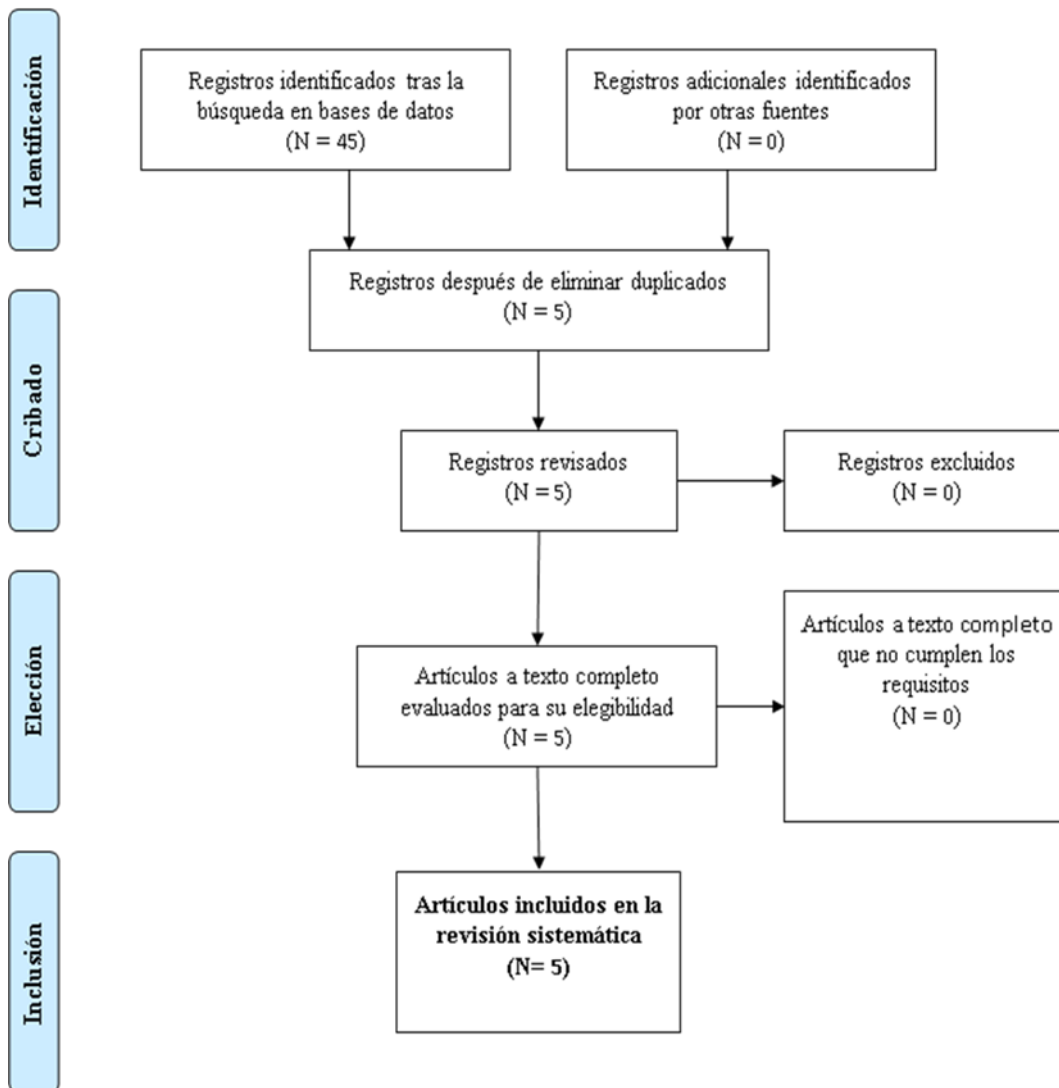 Identificación
Registros identificados tras la
búsqueda en bases de datos
(N = 45)
Registros adicionales identificados
por otras fuentes
(N = 0)
Registros después de eliminar duplicados
(N = 5)
Cribado
Registros revisados
(N = 5)
Registros excluidos
(N = 0)
Elección
Artículos a texto completo
evaluados para su elegibilidad
(N = 5)
Artículos a texto completo
que no cumplen los
requisitos
(N = 0)
Inclusión
Artículos incluidos en la
revisión sistemática
(N= 5)